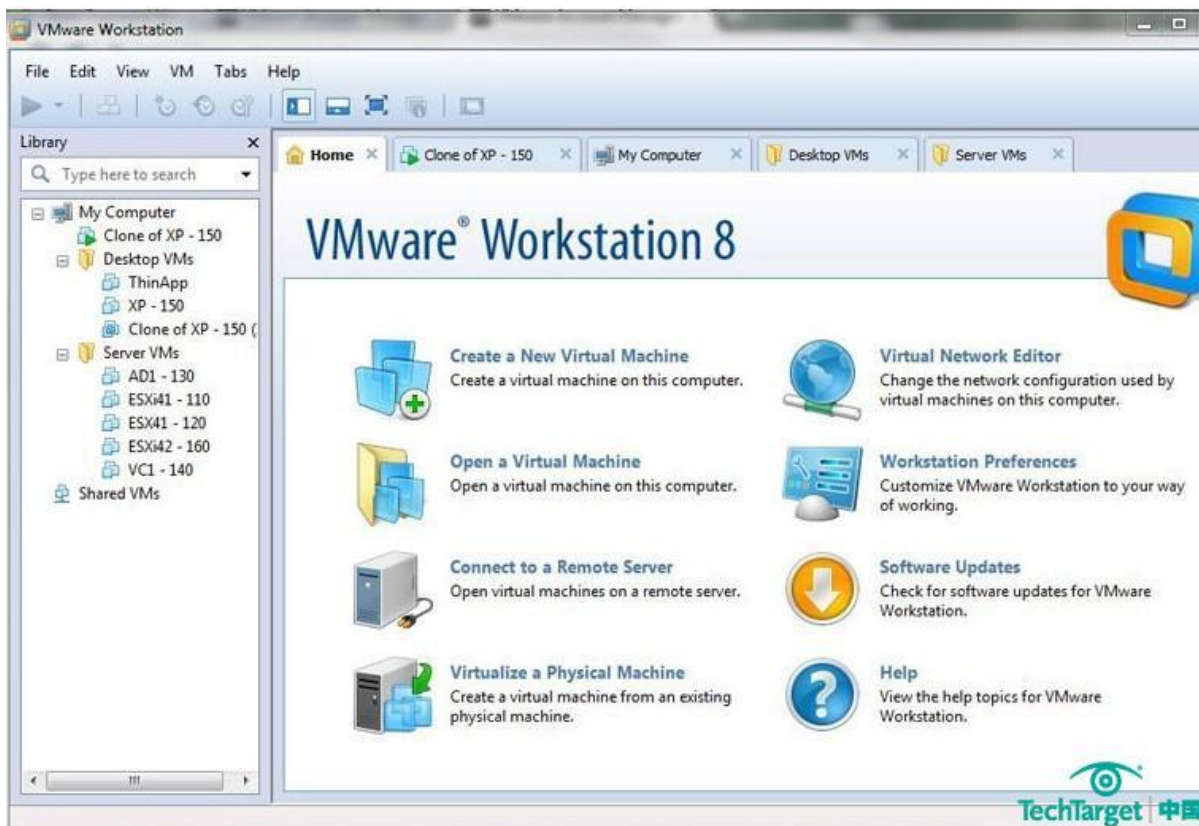 VMware Workstation
File Edit View VM Tabs Help
Library
Type here to search
My Computer
Clone of XP - 150
Desktop VMs
ThinApp
XP - 150
Clone of XP - 150 (
Server VMs
AD1 - 130
ESXi41 - 110
ESX41 - 120
ESXi42 - 160
VC1 - 140
Shared VMs
Home Clone of XP - 150 My Computer Desktop VMs Server VMs
VMware® Workstation 8
Create a New Virtual Machine
Create a virtual machine on this computer.
Open a Virtual Machine
Open a virtual machine on this computer.
Connect to a Remote Server
Open virtual machines on a remote server.
Virtualize a Physical Machine
Create a virtual machine from an existing
physical machine.
Virtual Network Editor
Change the network configuration used by
virtual machines on this computer.
Workstation Preferences
Customize VMware Workstation to your way
of working.
Software Updates
Check for software updates for VMware
Workstation.
Help
View the help topics for VMware
Workstation.
TechTarget 中国